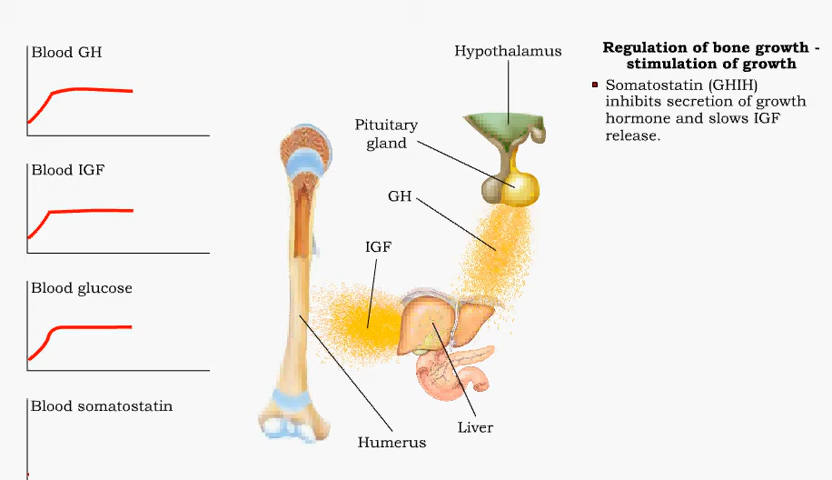 Blood GH
Blood IGF
Blood glucose
Blood somatostatin
Hypothalamus
Pituitary
gland
GH
IGF
Liver
Humerus
Regulation of bone growth -
stimulation of growth
Somatostatin (GHIH)
inhibits secretion of growth
hormone and slows IGF
release.